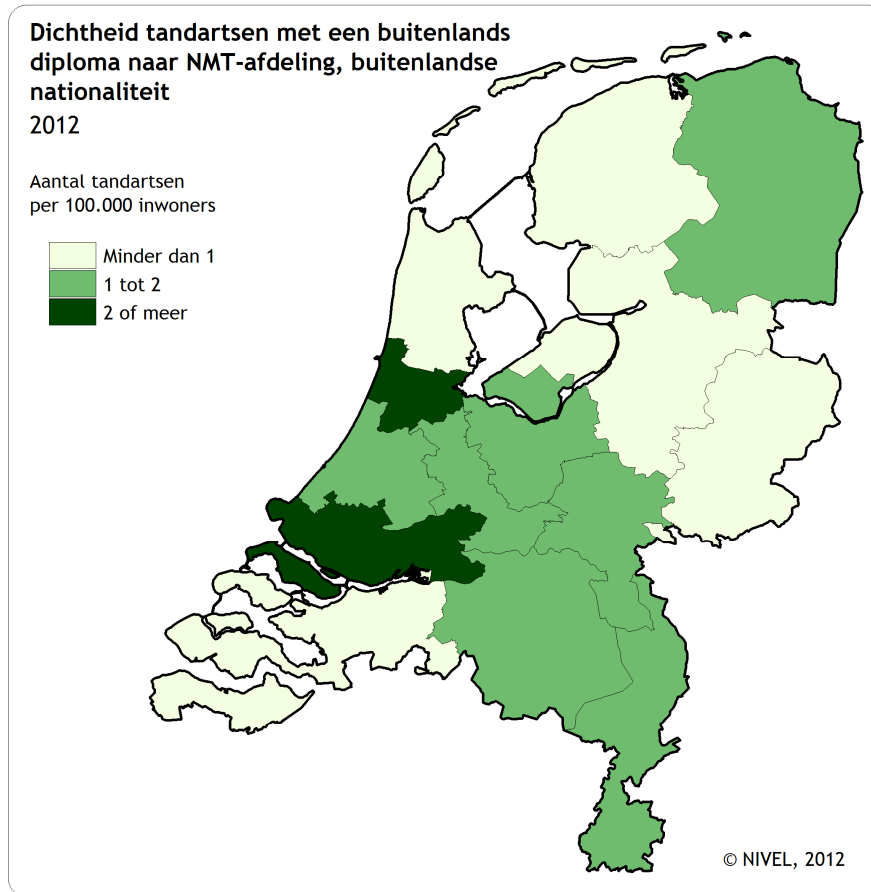 Dichtheid tandartsen met een buitenlands
diploma naar NMT-afdeling, buitenlandse
nationaliteit
2012
Aantal tandartsen
per 100.000 inwoners
Minder dan 1
1 tot 2
2 of meer
© NIVEL, 2012